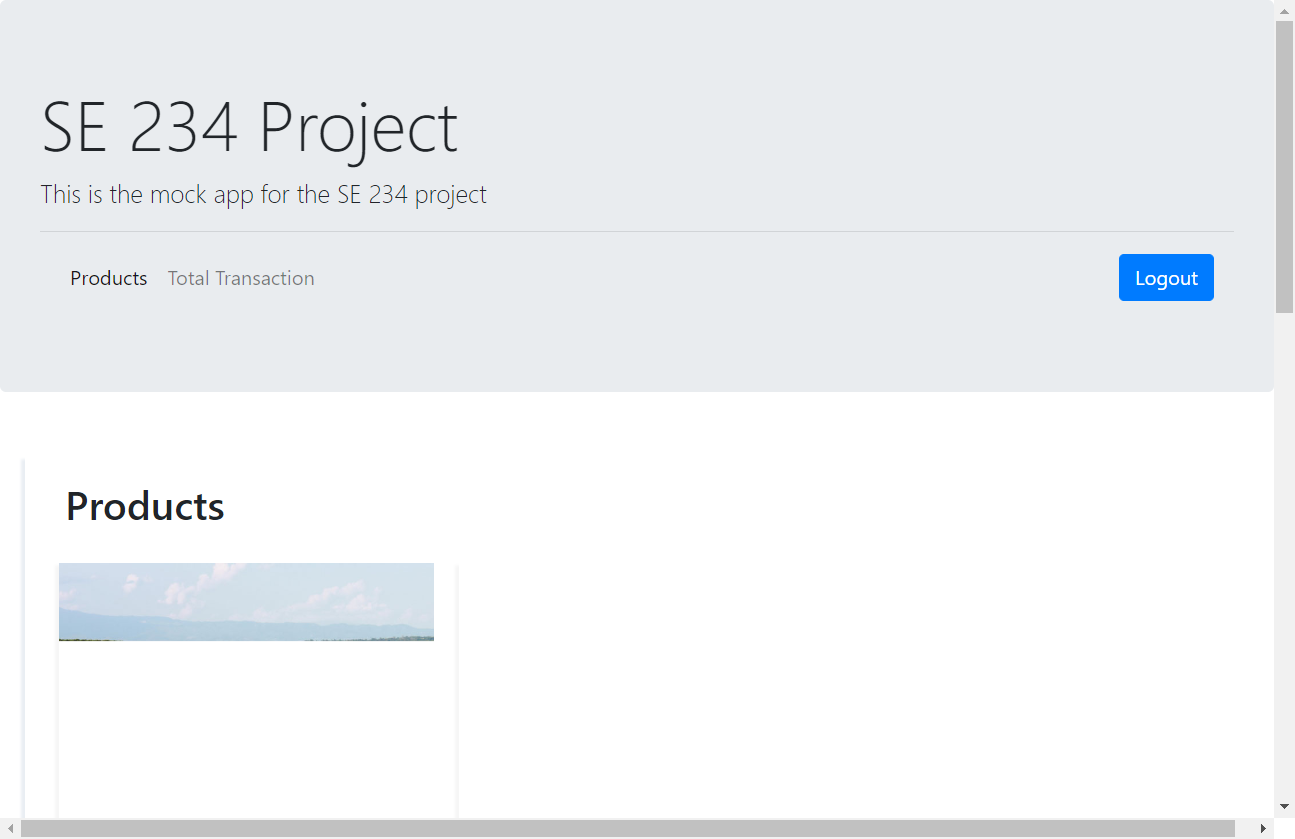 SE 234 Project
This is the mock app for the SE 234 project
Products Total Transaction Logout
Products